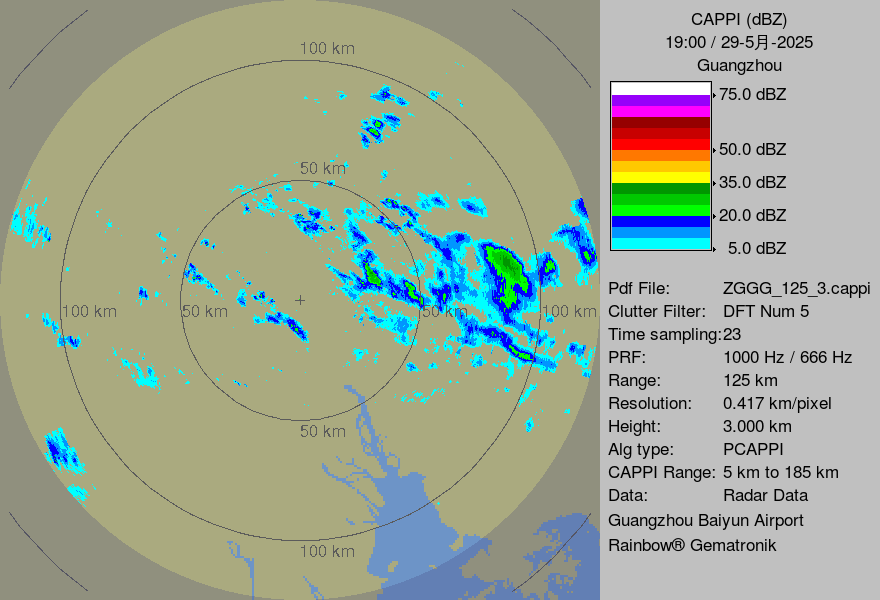 100 km
50 km
100 km
50 km
50 km
100 km
50 km
100 km
CAPPI (dBZ)
19:00 / 29-5月-2025
Guangzhou
75.0 dBZ
50.0 dBZ
35.0 dBZ
20.0 dBZ
5.0 dBZ
Pdf File: ZGGG_125_3.cappi
Clutter Filter: DFT Num 5
Time sampling:23
PRF: 1000 Hz / 666 Hz
Range: 125 km
Resolution: 0.417 km/pixel
Height: 3.000 km
Alg type: PCAPPI
CAPPI Range: 5 km to 185 km
Data: Radar Data
Guangzhou Baiyun Airport
Rainbow® Gematronik